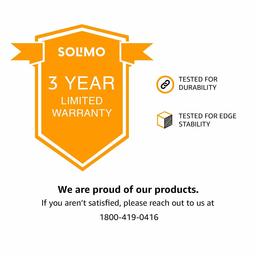 SOLIMO
3 YEAR
LIMITED
WARRANTY
TESTED FOR
DURABILITY
TESTED FOR EDGE
STABILITY
We are proud of our products.
If you aren't satisfied, please reach out to us at
1800-419-0416